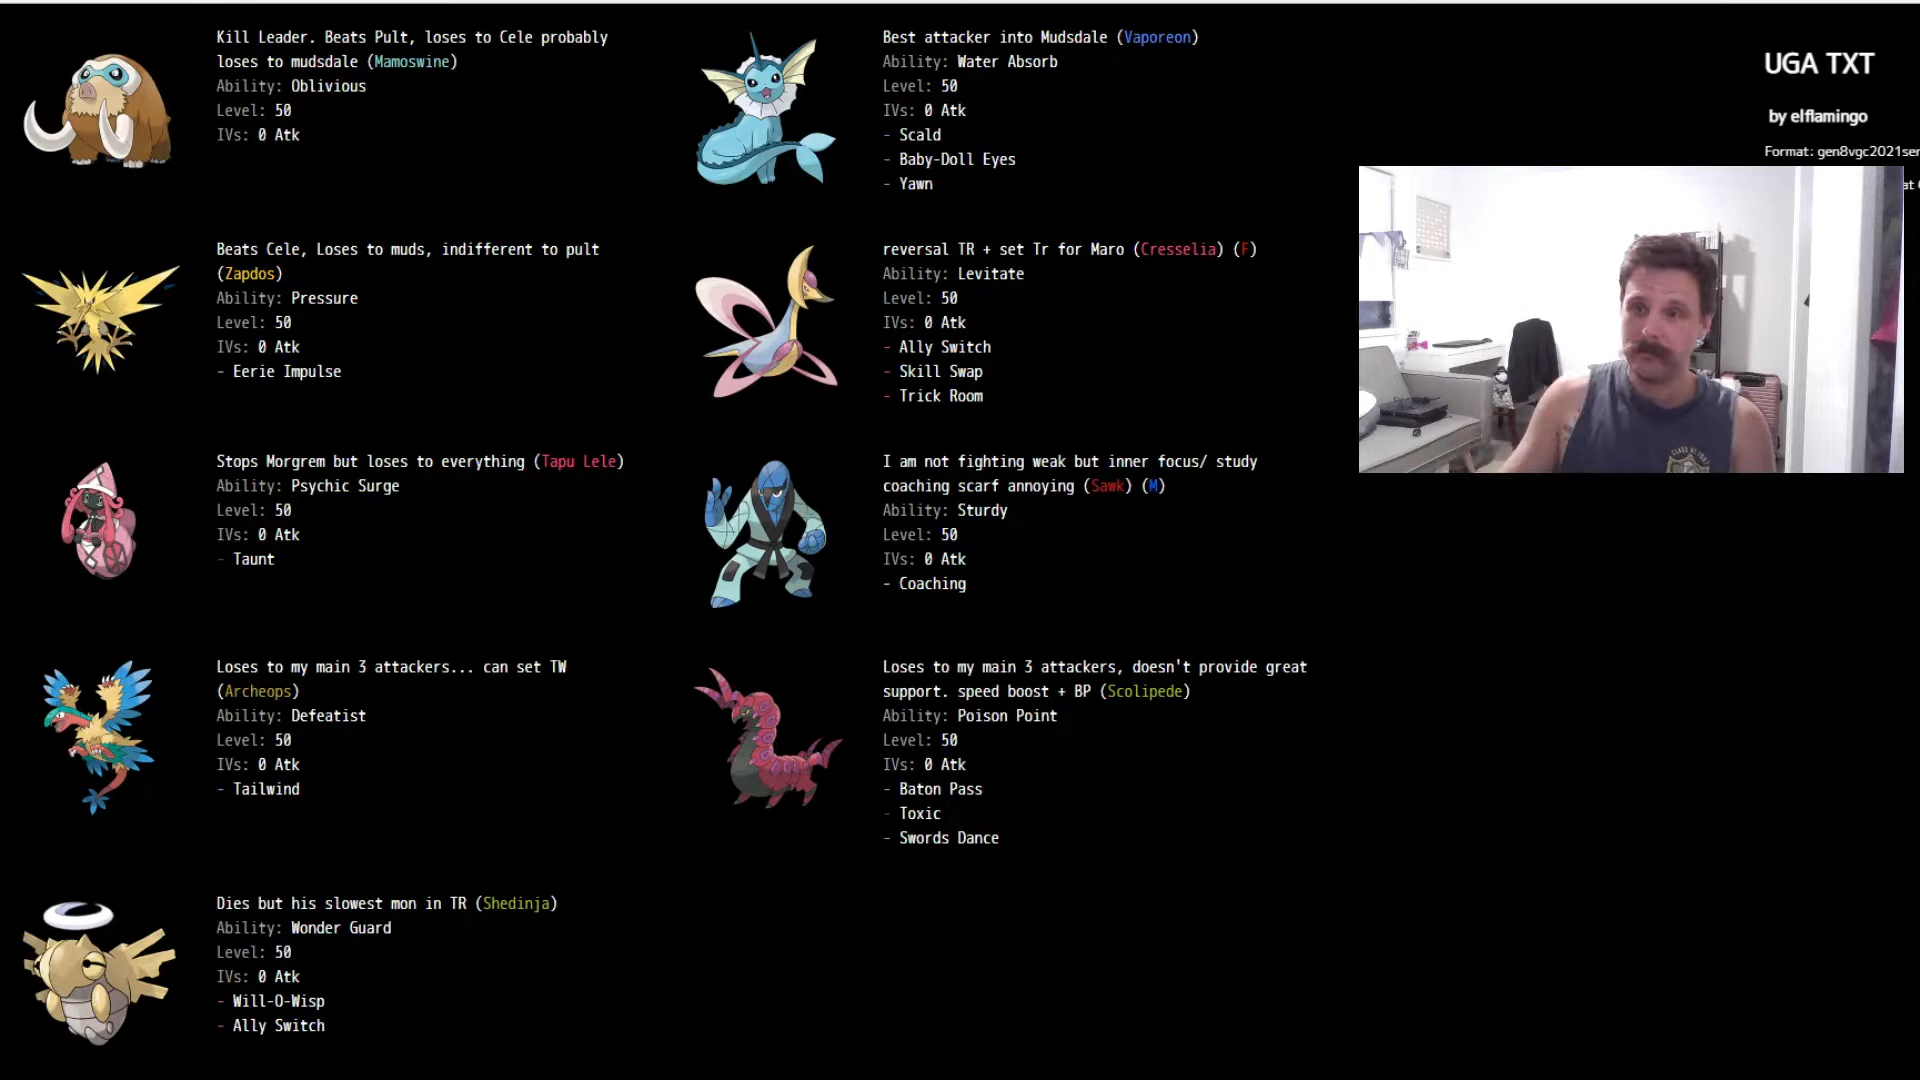 Kill Leader. Beats Pult, loses to Cele probably
loses to mudsdale (Mamoswine)
Ability: Oblivious
Level: 50
IVs: 0 Atk
Best attacker into Mudsdale (Vaporeon)
Ability: Water Absorb
Level: 50
IVs: 0 Atk
- Scald
- Baby-Doll Eyes
- Yawn
Beats Cele, Loses to muds, indifferent to pult
(Zapdos)
Ability: Pressure
Level: 50
IVs: 0 Atk
- Eerie Impulse
reversal TR + set Tr for Maro (Cresselia) (F)
Ability: Levitate
Level: 50
IVs: 0 Atk
- Ally Switch
- Skill Swap
- Trick Room
Stops Morgrem but loses to everything (Tapu Lele)
Ability: Psychic Surge
Level: 50
IVs: 0 Atk
- Taunt
I am not fighting weak but inner focus/ study
coaching scarf annoying (Sawk) (M)
Ability: Sturdy
Level: 50
IVs: 0 Atk
- Coaching
Loses to my main 3 attackers... can set TW
(Archeops)
Ability: Defeatist
Level: 50
IVs: 0 Atk
- Tailwind
Loses to my main 3 attackers, doesn't provide great
support. speed boost + BP (Scolipede)
Ability: Poison Point
Level: 50
IVs: 0 Atk
- Baton Pass
- Toxic
- Swords Dance
Dies but his slowest mon in TR (Shedinja)
Ability: Wonder Guard
Level: 50
IVs: 0 Atk
- Will-O-Wisp
- Ally Switch
UGA TXT
by elflamingo
Format: gen8vgc2021ser